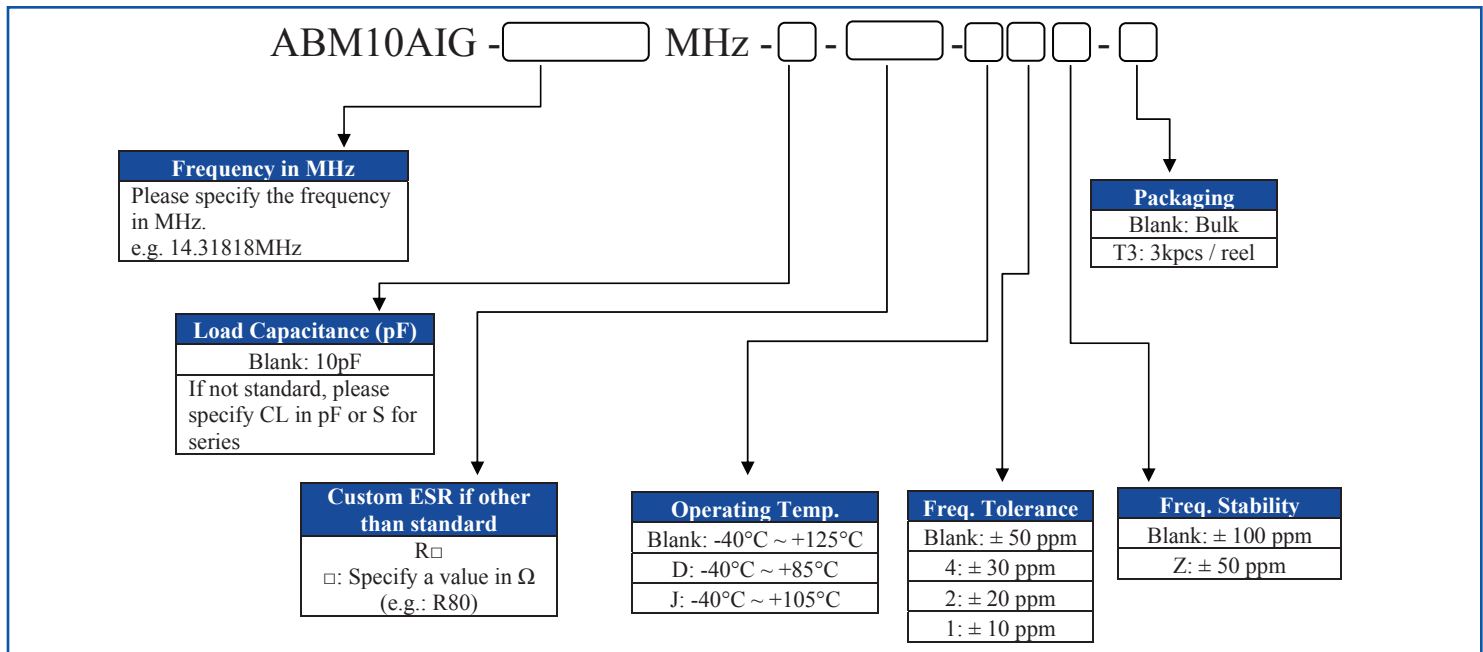 ABM10AIG - MHz - - - -
Frequency in MHz
Please specify the frequency
in MHz.
e.g. 14.31818MHz
Packaging
Blank: Bulk
T3: 3kpcs / reel
Load Capacitance (pF)
Blank: 10pF
If not standard, please
specify CL in pF or S for
series
Custom ESR if other
than standard
R□
□: Specify a value in Ω
(e.g.: R80)
Operating Temp.
Blank: -40°C ~ +125°C
D: -40°C ~ +85°C
J: -40°C ~ +105°C
Freq. Tolerance
Blank: ± 50 ppm
4: ± 30 ppm
2: ± 20 ppm
1: ± 10 ppm
Freq. Stability
Blank: ± 100 ppm
Z: ± 50 ppm